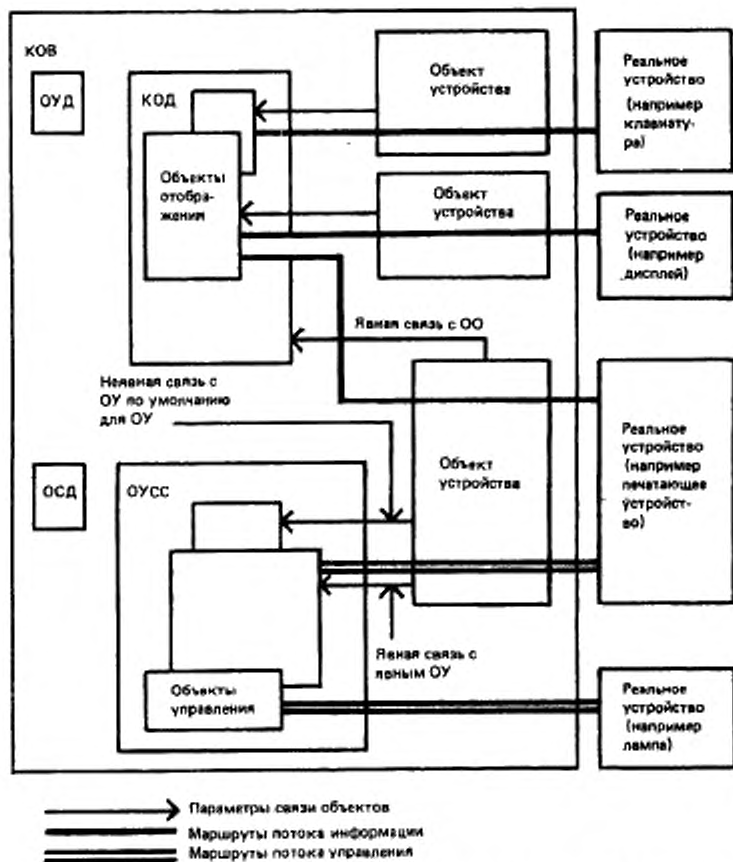 КОВ
ОУД
КОД
Объекты
отобра-
жения
Объект
устройства
Реальное
устройство
(например
клавиату-
ра)
Объект
устройства
Реальное
устройство
(например
дисплей)
Явная связь с ОО
Неявная связь с
ОУ по умолчанию
для ОУ
ОСД
ОУСС
Объект
устройства
Реальное
устройство
(например
печатающее
устройст-
во)
Явная связь с
явным ОУ
Объекты
управления
Реальное
устройство
(например
лампа)
Параметры связи объектов
Маршруты потока информации
Маршруты потока управления